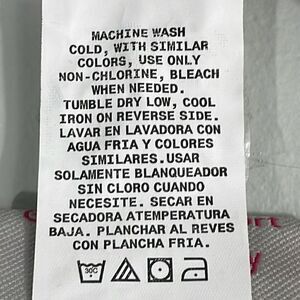 MACHINE WASH
COLD, WITH SIMILAR
COLORS, USE ONLY
NON-CHLORINE, BLEACH
WHEN NEEDED.
TUMBLE DRY LOW, COOL
IRON ON REVERSE SIDE.
LAVAR EN LAVADORA CON
AGUA FRIA Y COLORES
SIMILARES.USAR
SOLAMENTE BLANQUEADOR
SIN CLORO CUANDO
NECESITE. SECAR EN
SECADORA ATEMPERATURA
BAJA. PLANCHAR AL REVES
CON PLANCHA FRIA.
30C